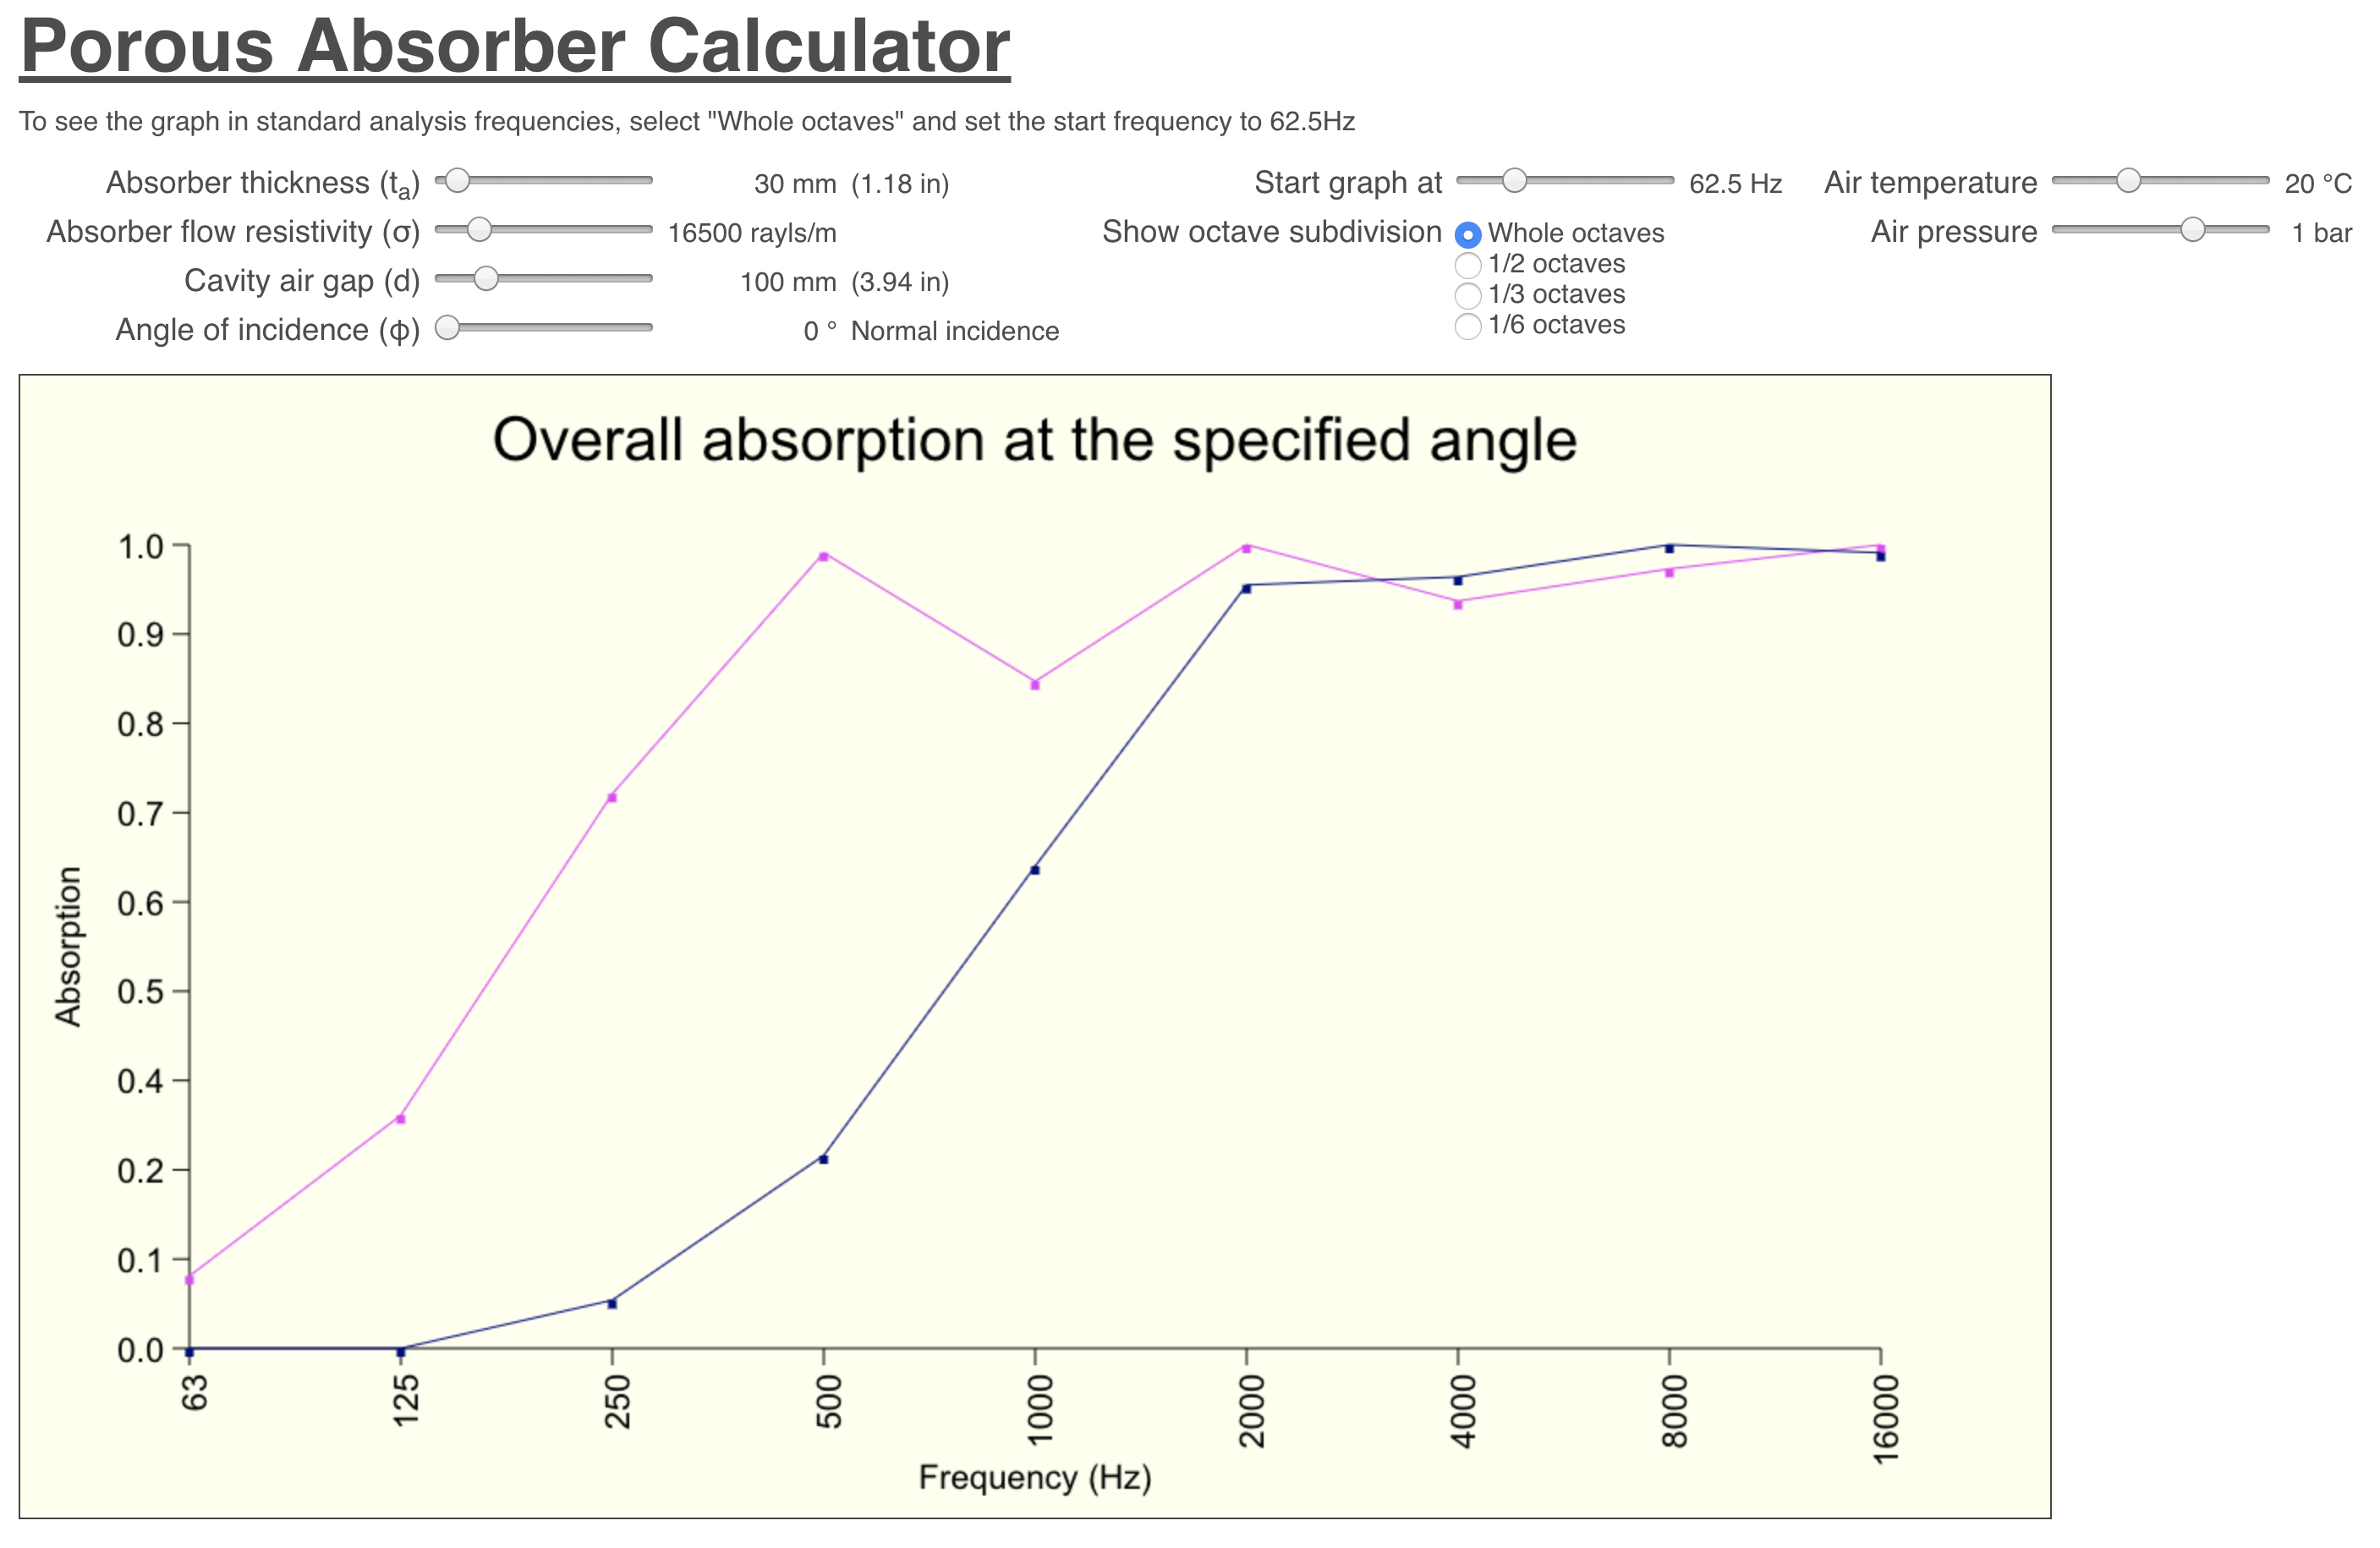 Porous Absorber Calculator
To see the graph in standard analysis frequencies, select "Whole octaves" and set the start frequency to 62.5Hz
Absorber thickness (ta) 30 mm (1.18 in)
Absorber flow resistivity (σ) 16500 rayls/m
Cavity air gap (d) 100 mm (3.94 in)
Angle of incidence (ϕ) 0 ° Normal incidence
Start graph at 62.5 Hz
Show octave subdivision Whole octaves
1/2 octaves
1/3 octaves
1/6 octaves
Air temperature 20 °C
Air pressure 1 bar
Overall absorption at the specified angle
Absorption
1.0
0.9
0.8
0.7
0.6
0.5
0.4
0.2
0.1
0.0
63 125 250 500 1000 2000 4000 8000 16000
Frequency (Hz)